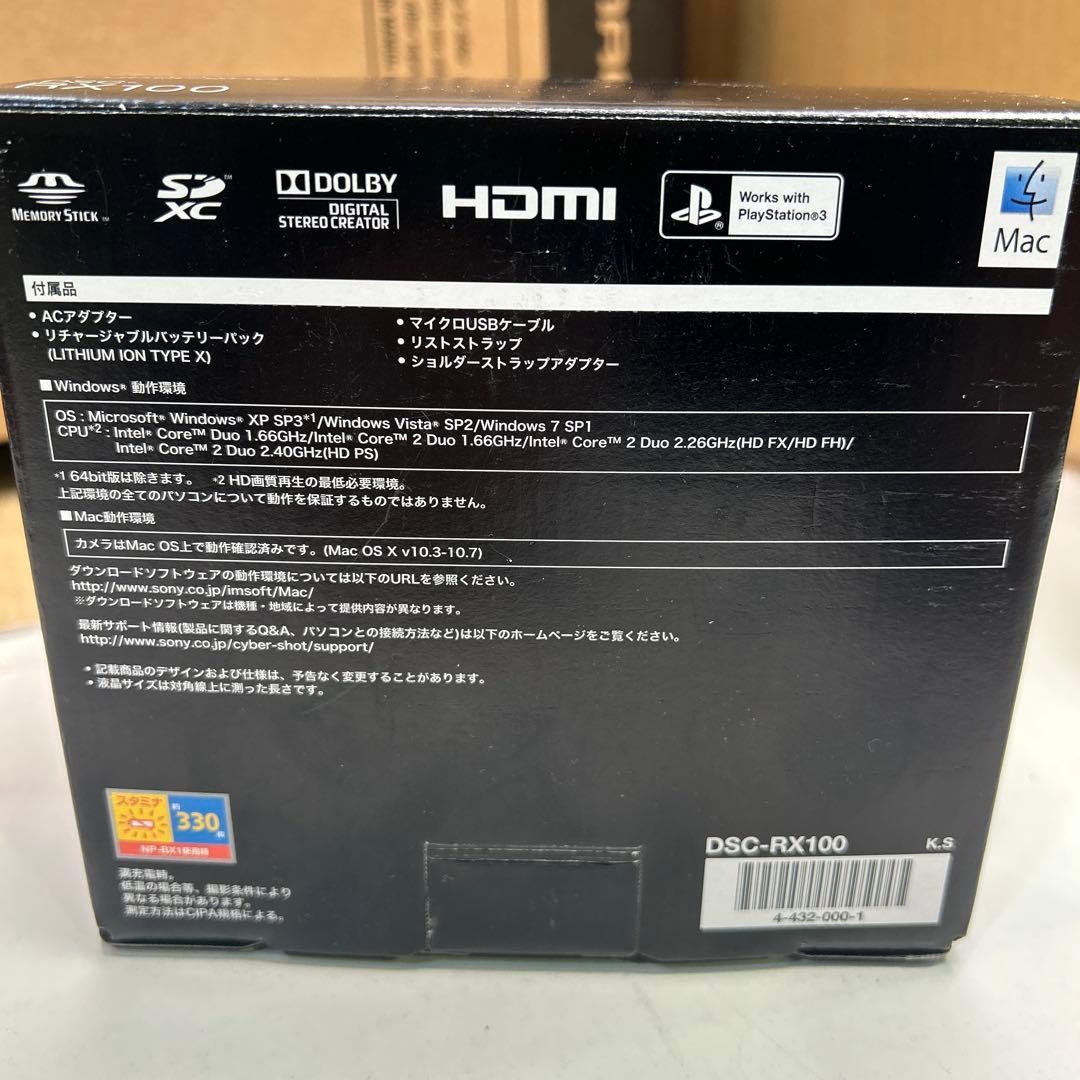 RX100
MEMORY STICK™
SDXC™
DOLBY
DIGITAL
STEREO CREATOR
HDMI
Works with
PlayStation®3
Mac
付属品
• ACアダプター
• リチャージャブルバッテリーパック
(LITHIUM ION TYPE X)
• マイクロUSBケーブル
• リストストラップ
• ショルダーストラップアダプター
■Windows® 動作環境
OS : Microsoft® Windows® XP SP3*1/Windows Vista® SP2/Windows 7 SP1
CPU*2 : Intel® Core™ Duo 1.66GHz/Intel® Core™ 2 Duo 1.66GHz/Intel® Core™ 2 Duo 2.26GHz(HD FX/HD FH)/
Intel® Core™ 2 Duo 2.40GHz(HD PS)
*1 64bit版は除きます。 *2 HD画質再生の最低必要環境。
上記環境の全てのパソコンについて動作を保証するものではありません。
■Mac動作環境
カメラはMac OS上で動作確認済みです。(Mac OS X v10.3-10.7)
ダウンロードソフトウェアの動作環境については以下のURLを参照ください。
http://www.sony.co.jp/imsoft/Mac/
※ダウンロードソフトウェアは機種・地域によって提供内容が異なります。
最新サポート情報(製品に関するQ&A、パソコンとの接続方法など)は以下のホームページをご覧ください。
http://www.sony.co.jp/cyber-shot/support/
• 記載商品のデザインおよび仕様は、予告なく変更することがあります。
• 液晶サイズは対角線上に測った長さです。
スタミナ
約330枚
NP-BX1使用時
満充電時。
低温の場合等、撮影条件により
異なる場合があります。
測定方法はCIPA規格による。
DSC-RX100
K.S
4-432-000-1